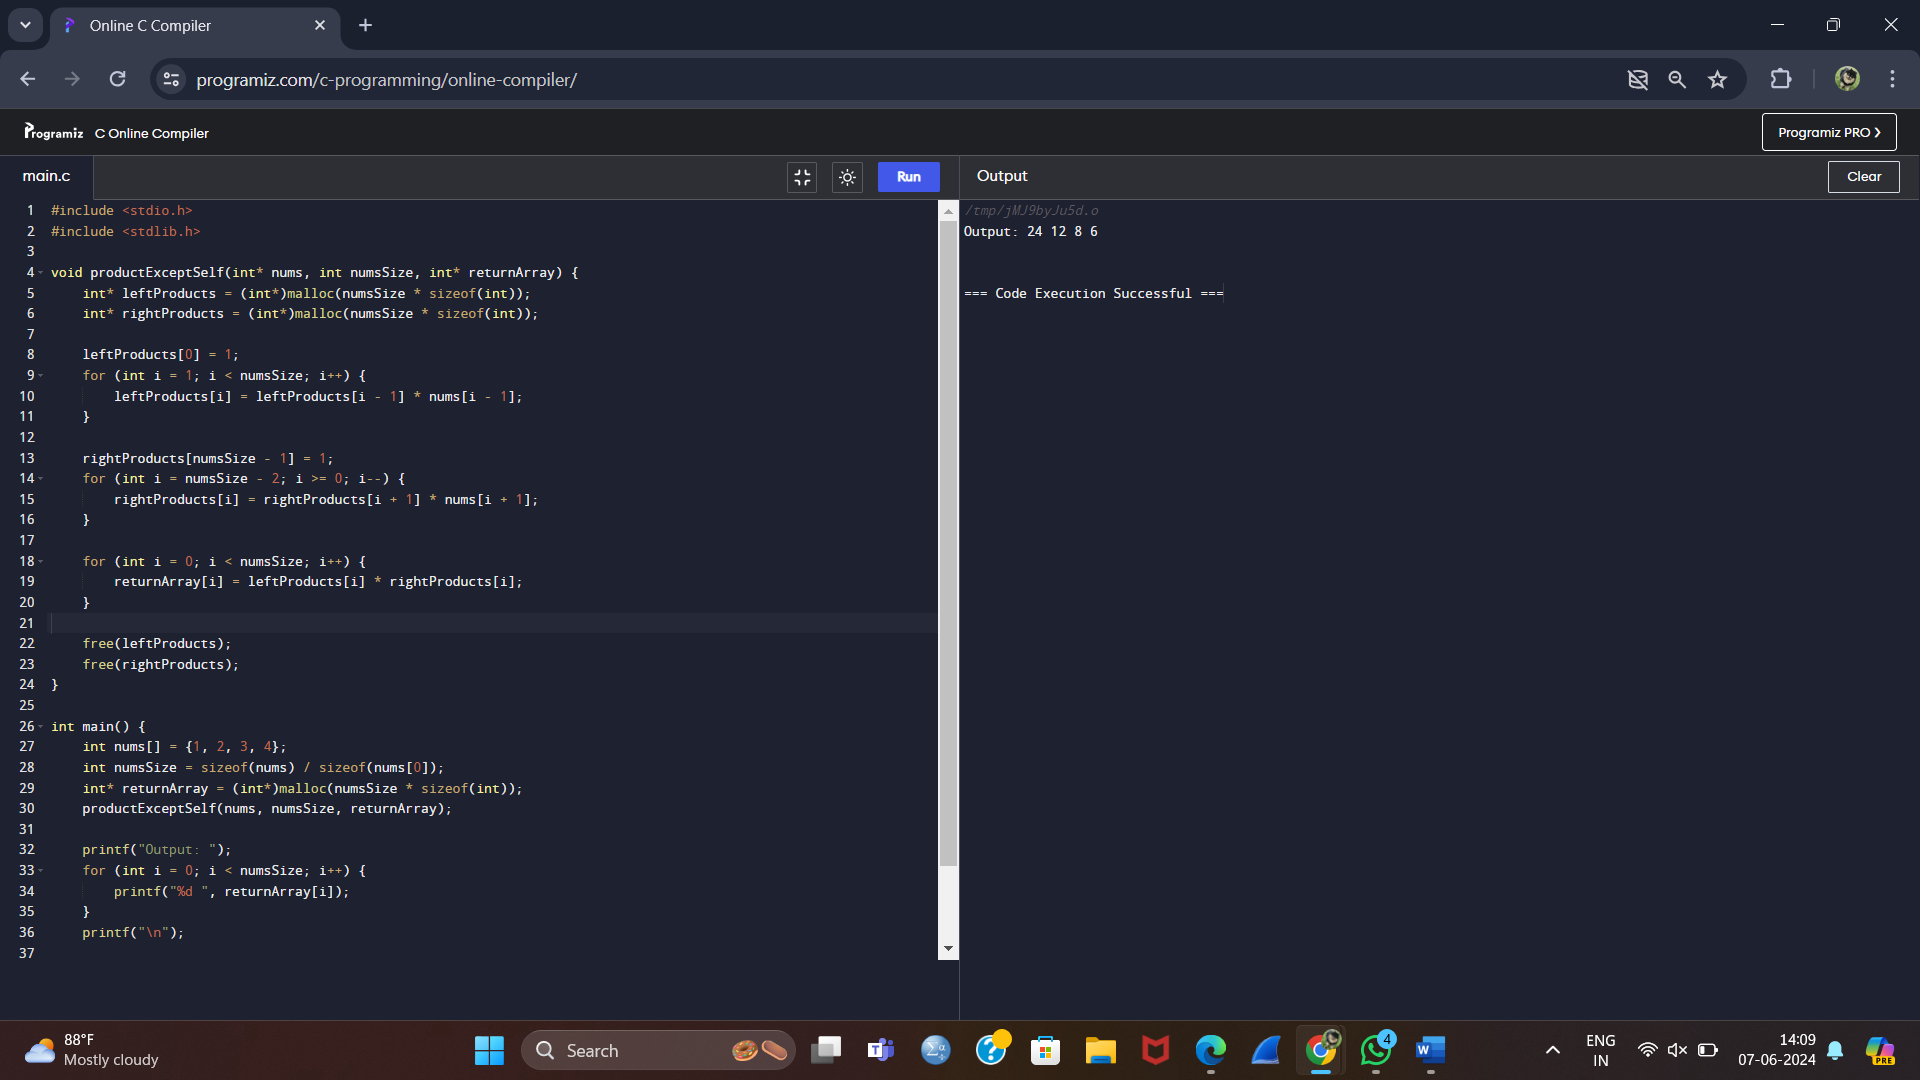 Online C Compiler
programiz.com/c-programming/online-compiler/
Programiz C Online Compiler
Programiz PRO
main.c
Run
Output
Clear
1 #include <stdio.h>
2 #include <stdlib.h>
3
4 void productExceptSelf(int* nums, int numsSize, int* returnArray) {
5     int* leftProducts = (int*)malloc(numsSize * sizeof(int));
6     int* rightProducts = (int*)malloc(numsSize * sizeof(int));
7
8     leftProducts[0] = 1;
9     for (int i = 1; i < numsSize; i++) {
10         leftProducts[i] = leftProducts[i - 1] * nums[i - 1];
11     }
12
13     rightProducts[numsSize - 1] = 1;
14     for (int i = numsSize - 2; i >= 0; i--) {
15         rightProducts[i] = rightProducts[i + 1] * nums[i + 1];
16     }
17
18     for (int i = 0; i < numsSize; i++) {
19         returnArray[i] = leftProducts[i] * rightProducts[i];
20     }
21
22     free(leftProducts);
23     free(rightProducts);
24 }
25
26 int main() {
27     int nums[] = {1, 2, 3, 4};
28     int numsSize = sizeof(nums) / sizeof(nums[0]);
29     int* returnArray = (int*)malloc(numsSize * sizeof(int));
30     productExceptSelf(nums, numsSize, returnArray);
31
32     printf("Output: ");
33     for (int i = 0; i < numsSize; i++) {
34         printf("%d ", returnArray[i]);
35     }
36     printf("\n");
37
/tmp/jMJ9byJu5d.o
Output: 24 12 8 6
=== Code Execution Successful ===
88°F
Mostly cloudy
Search
4
ENG
IN
14:09
07-06-2024
PRE